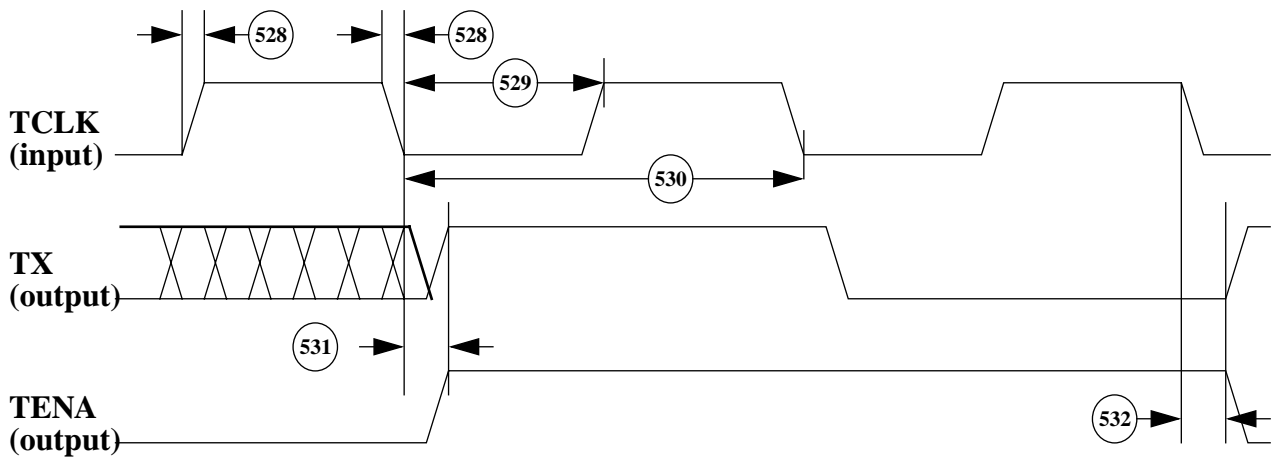 528
528
529
TCLK
(input)
530
TX
(output)
531
TENA
(output)
532